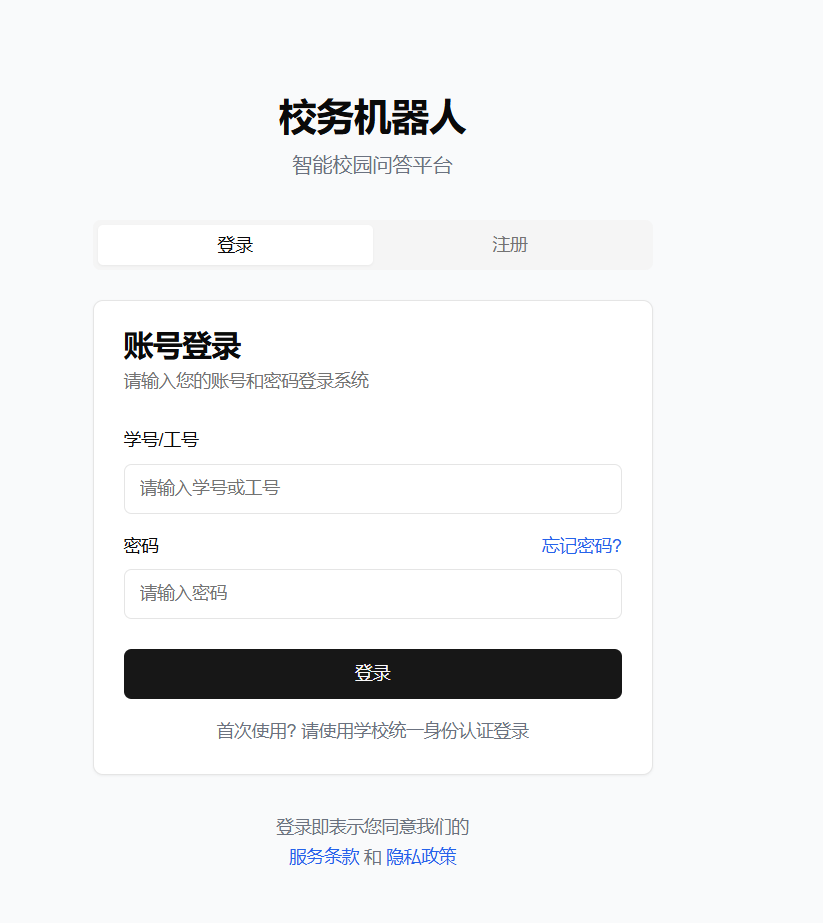 校务机器人
智能校园问答平台
登录
注册
账号登录
请输入您的账号和密码登录系统
学号/工号
请输入学号或工号
密码
忘记密码?
请输入密码
登录
首次使用? 请使用学校统一身份认证登录
登录即表示您同意我们的
服务条款 和 隐私政策